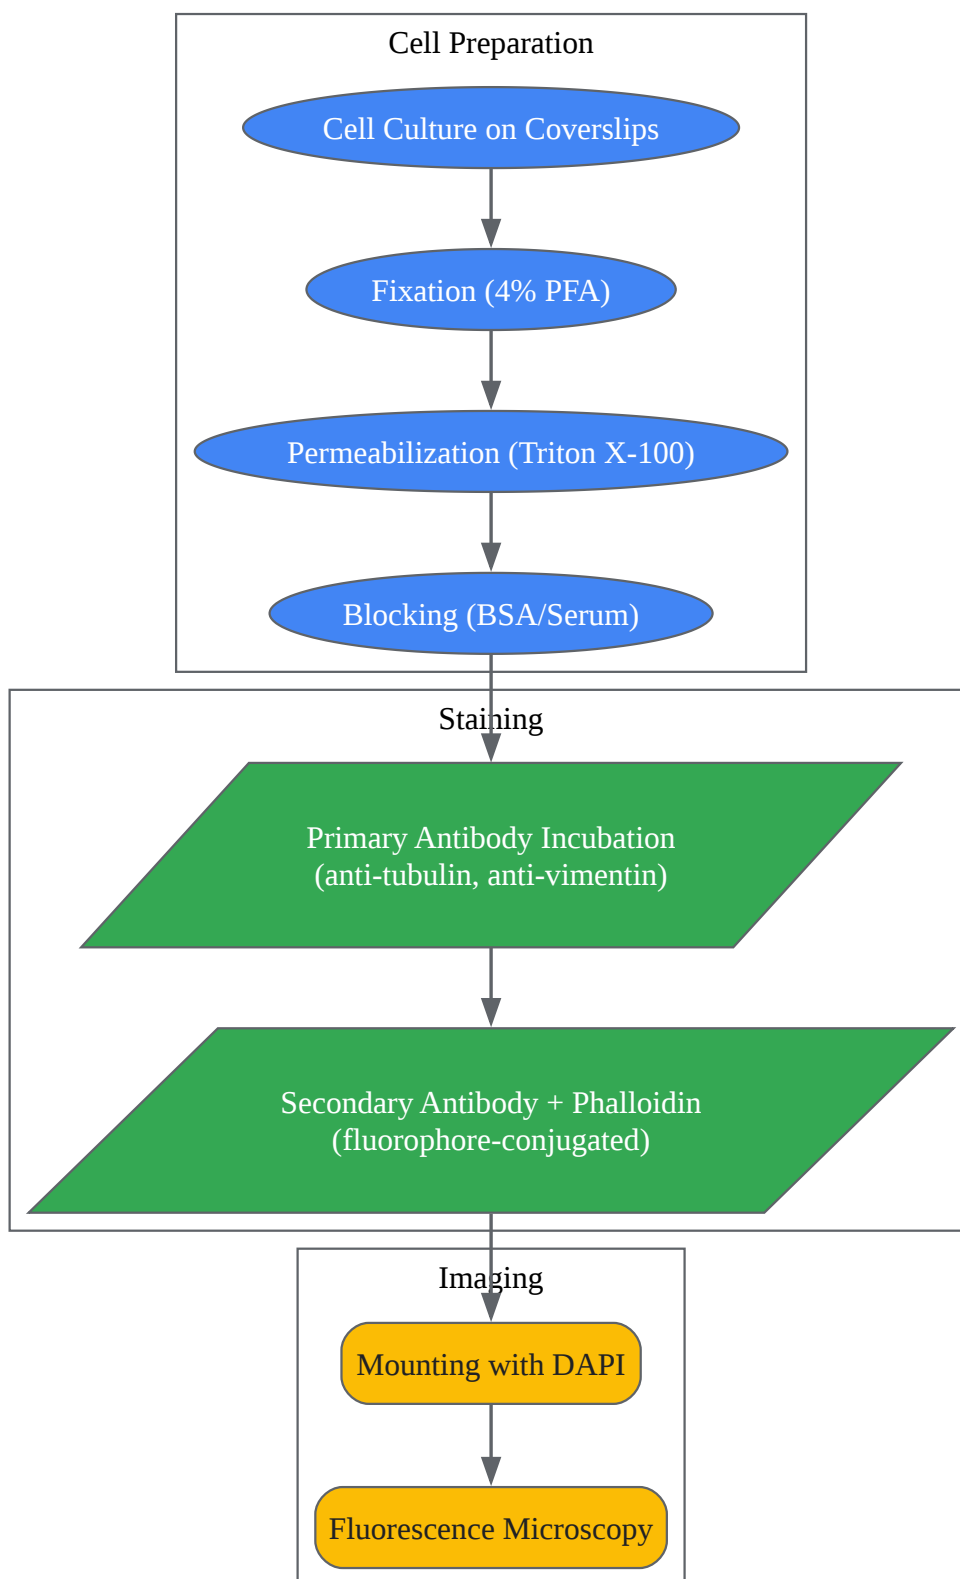 Cell Preparation
Cell Culture on Coverslips
Fixation (4% PFA)
Permeabilization (Triton X-100)
Blocking (BSA/Serum)
Staining
Primary Antibody Incubation
(anti-tubulin, anti-vimentin)
Secondary Antibody + Phalloidin
(fluorophore-conjugated)
Imaging
Mounting with DAPI
Fluorescence Microscopy